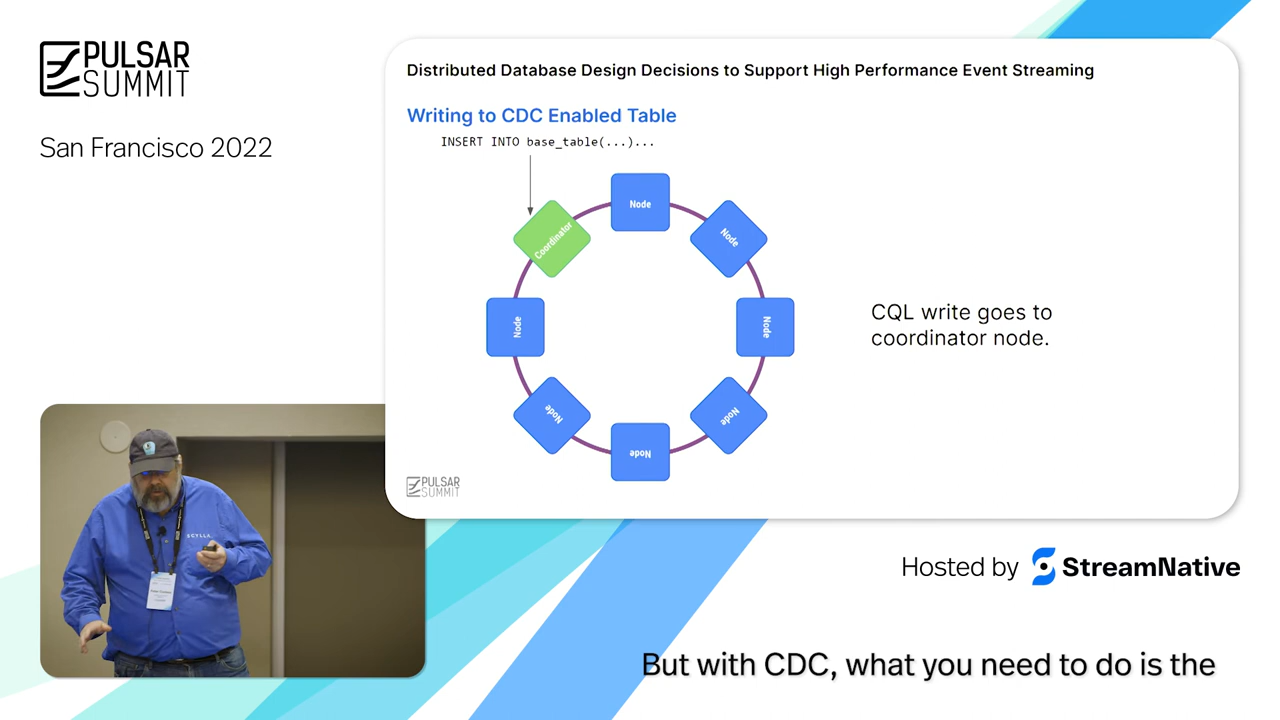 PULSAR
SUMMIT
San Francisco 2022
Distributed Database Design Decisions to Support High Performance Event Streaming
Writing to CDC Enabled Table
INSERT INTO base_table(...)...
Node
Coordinator
Node
Node
Node
CQL write goes to
coordinator node.
Node
Node
Node
PULSAR
SUMMIT
SCYLLA
Hosted by StreamNative
But with CDC, what you need to do is the